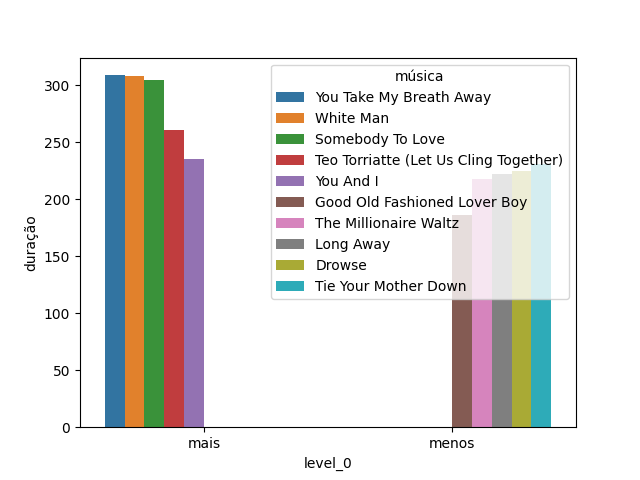 música
You Take My Breath Away
White Man
Somebody To Love
Teo Torriatte (Let Us Cling Together)
You And I
Good Old Fashioned Lover Boy
The Millionaire Waltz
Long Away
Drowse
Tie Your Mother Down
duração
300
250
200
150
100
50
0
mais
menos
level_0